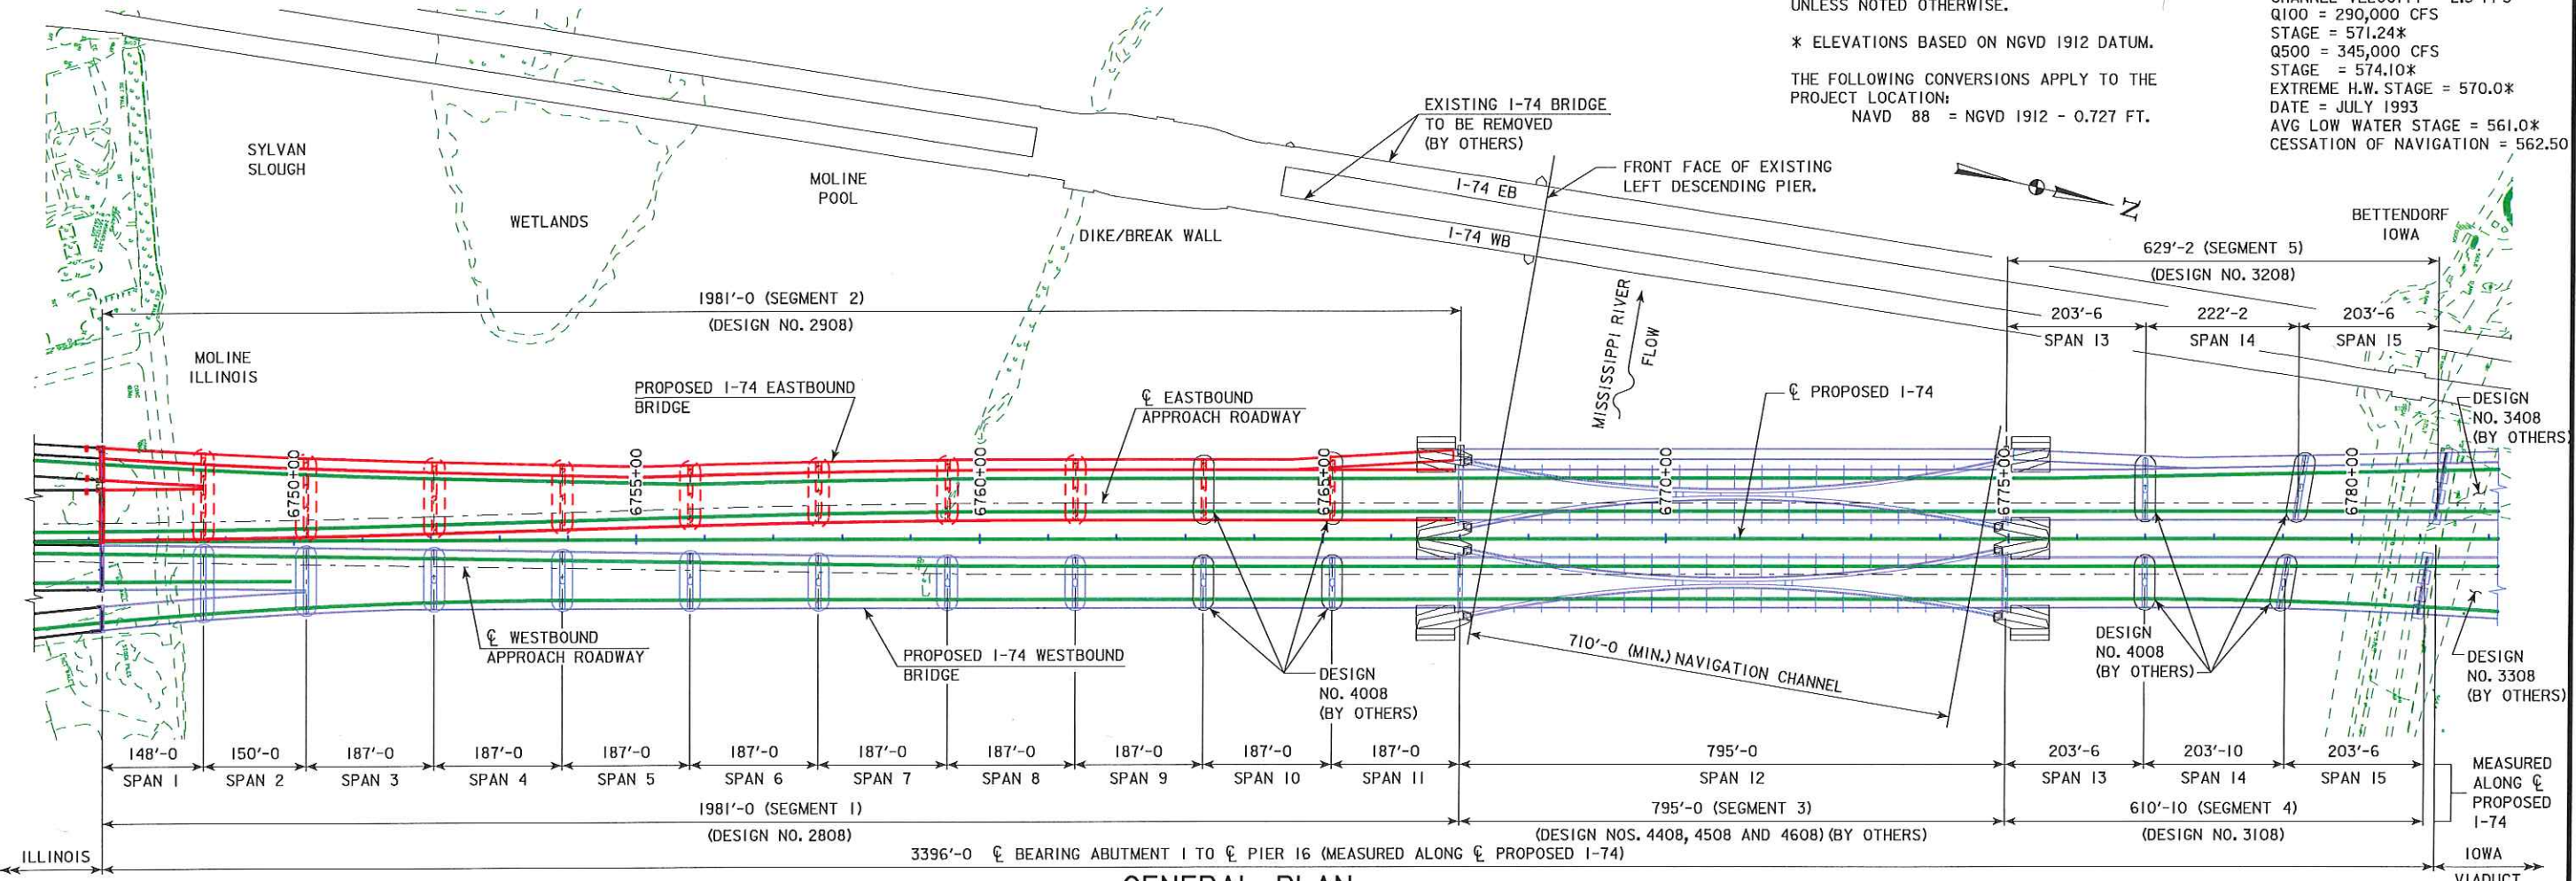 UNLESS NOTED OTHERWISE.
* ELEVATIONS BASED ON NGVD 1912 DATUM.
THE FOLLOWING CONVERSIONS APPLY TO THE
PROJECT LOCATION:
NAVD 88 = NGVD 1912 - 0.727 FT.
Q100 = 290,000 CFS
STAGE = 571.24*
Q500 = 345,000 CFS
STAGE = 574.10*
EXTREME H.W. STAGE = 570.0*
DATE = JULY 1993
AVG LOW WATER STAGE = 561.0*
CESSATION OF NAVIGATION = 562.50
SYLVAN
SLOUGH
WETLANDS
MOLINE
POOL
DIKE/BREAK WALL
EXISTING I-74 BRIDGE
TO BE REMOVED
(BY OTHERS)
FRONT FACE OF EXISTING
LEFT DESCENDING PIER.
I-74 EB
I-74 WB
N
BETTENDORF
IOWA
629'-2 (SEGMENT 5)
(DESIGN NO. 3208)
1981'-0 (SEGMENT 2)
(DESIGN NO. 2908)
203'-6
222'-2
203'-6
SPAN 13
SPAN 14
SPAN 15
MISSISSIPPI RIVER
FLOW
MOLINE
ILLINOIS
PROPOSED I-74 EASTBOUND
BRIDGE
℄ EASTBOUND
APPROACH ROADWAY
℄ PROPOSED I-74
DESIGN
NO. 3408
(BY OTHERS)
6750+00
6755+00
6760+00
6765+00
6770+00
6775+00
6780+00
℄ WESTBOUND
APPROACH ROADWAY
PROPOSED I-74 WESTBOUND
BRIDGE
DESIGN
NO. 4008
(BY OTHERS)
710'-0 (MIN.) NAVIGATION CHANNEL
DESIGN
NO. 4008
(BY OTHERS)
DESIGN
NO. 3308
(BY OTHERS)
148'-0
150'-0
187'-0
187'-0
187'-0
187'-0
187'-0
187'-0
187'-0
187'-0
187'-0
795'-0
203'-6
203'-10
203'-6
SPAN 1
SPAN 2
SPAN 3
SPAN 4
SPAN 5
SPAN 6
SPAN 7
SPAN 8
SPAN 9
SPAN 10
SPAN 11
SPAN 12
SPAN 13
SPAN 14
SPAN 15
MEASURED
ALONG ℄
PROPOSED
I-74
1981'-0 (SEGMENT 1)
(DESIGN NO. 2808)
795'-0 (SEGMENT 3)
(DESIGN NOS. 4408, 4508 AND 4608) (BY OTHERS)
610'-10 (SEGMENT 4)
(DESIGN NO. 3108)
ILLINOIS
3396'-0 ℄ BEARING ABUTMENT 1 TO ℄ PIER 16 (MEASURED ALONG ℄ PROPOSED I-74)
IOWA
VIADUCT
GENERAL PLAN